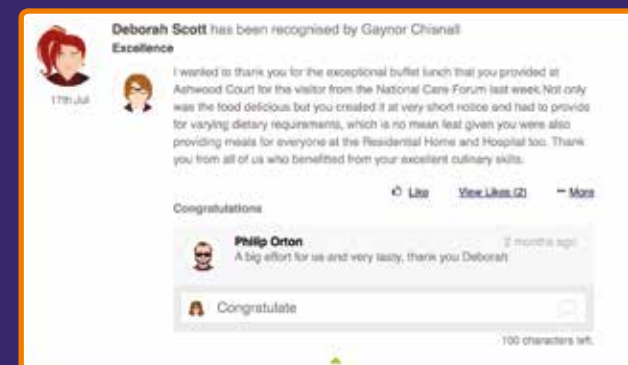 Deborah Scott has been recognised by Gaynor Chisnall
Excellence
17th Jul
I wanted to thank you for the exceptional buffet lunch that you provided at
Ashwood Court for the visitor from the National Care Forum last week.Not only
was the food delicious but you created it at very short notice and had to provide
for varying dietary requirements, which is no mean feat given you were also
providing meals for everyone at the Residential Home and Hospital too. Thank
you from all of us who benefitted from your excellent culinary skills.
Like View Likes (2) More
Congratulations
Philip Orton 2 months ago
A big effort for us and very tasty, thank you Deborah
Congratulate
100 characters left.